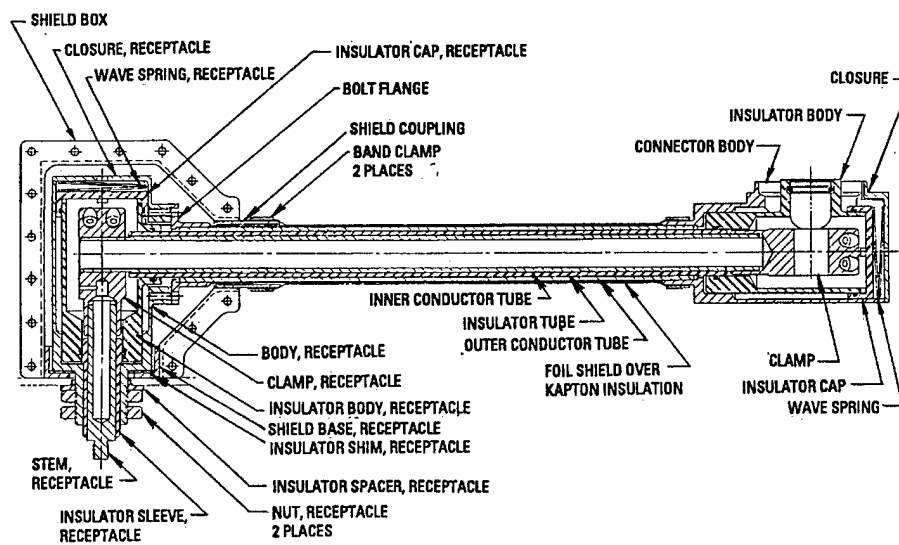 SHIELD BOX
CLOSURE, RECEPTACLE
WAVE SPRING, RECEPTACLE
INSULATOR CAP, RECEPTACLE
BOLT FLANGE
SHIELD COUPLING
BAND CLAMP
2 PLACES
CLOSURE
INSULATOR BODY
CONNECTOR BODY
INNER CONDUCTOR TUBE
INSULATOR TUBE
OUTER CONDUCTOR TUBE
FOIL SHIELD OVER
KAPTON INSULATION
CLAMP
INSULATOR CAP
WAVE SPRING
BODY, RECEPTACLE
CLAMP, RECEPTACLE
INSULATOR BODY, RECEPTACLE
SHIELD BASE, RECEPTACLE
INSULATOR SHIM, RECEPTACLE
STEM,
RECEPTACLE
INSULATOR SPACER, RECEPTACLE
INSULATOR SLEEVE,
RECEPTACLE
NUT, RECEPTACLE
2 PLACES